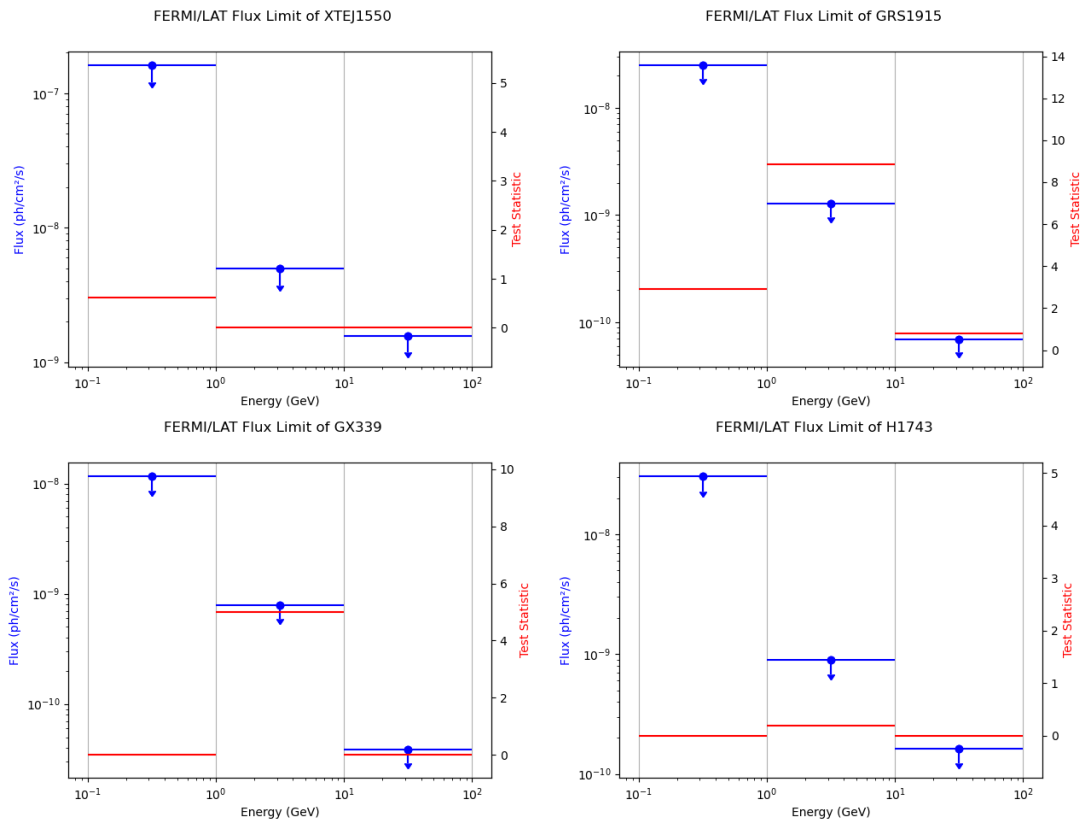 FERMI/LAT Flux Limit of XTEJ1550
10⁻⁷
10⁻⁸
10⁻⁹
Flux (ph/cm²/s)
5
4
3
2
1
0
Test Statistic
10⁻¹ 10⁰ 10¹ 10²
Energy (GeV)
FERMI/LAT Flux Limit of GRS1915
10⁻⁸
10⁻⁹
10⁻¹⁰
Flux (ph/cm²/s)
14
12
10
8
6
4
2
0
Test Statistic
10⁻¹ 10⁰ 10¹ 10²
Energy (GeV)
FERMI/LAT Flux Limit of GX339
10⁻⁸
10⁻⁹
10⁻¹⁰
Flux (ph/cm²/s)
10
8
6
4
2
0
Test Statistic
10⁻¹ 10⁰ 10¹ 10²
Energy (GeV)
FERMI/LAT Flux Limit of H1743
10⁻⁸
10⁻⁹
10⁻¹⁰
Flux (ph/cm²/s)
5
4
3
2
1
0
Test Statistic
10⁻¹ 10⁰ 10¹ 10²
Energy (GeV)